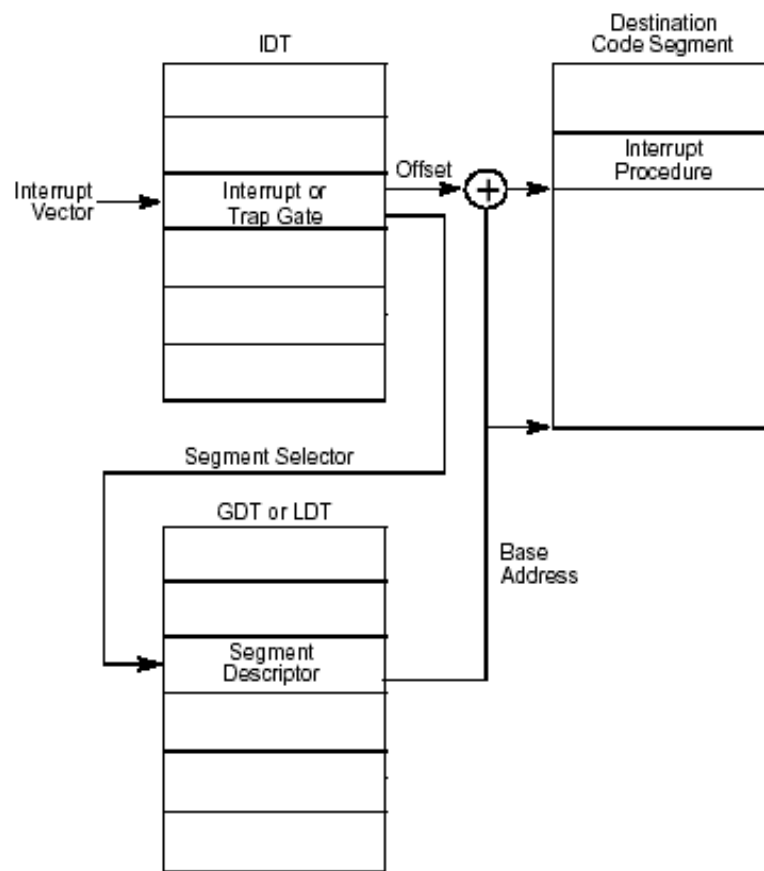 IDT
Destination
Code Segment
Interrupt
Vector
Interrupt or
Trap Gate
Offset
+
Interrupt
Procedure
Segment Selector
GDT or LDT
Base
Address
Segment
Descriptor